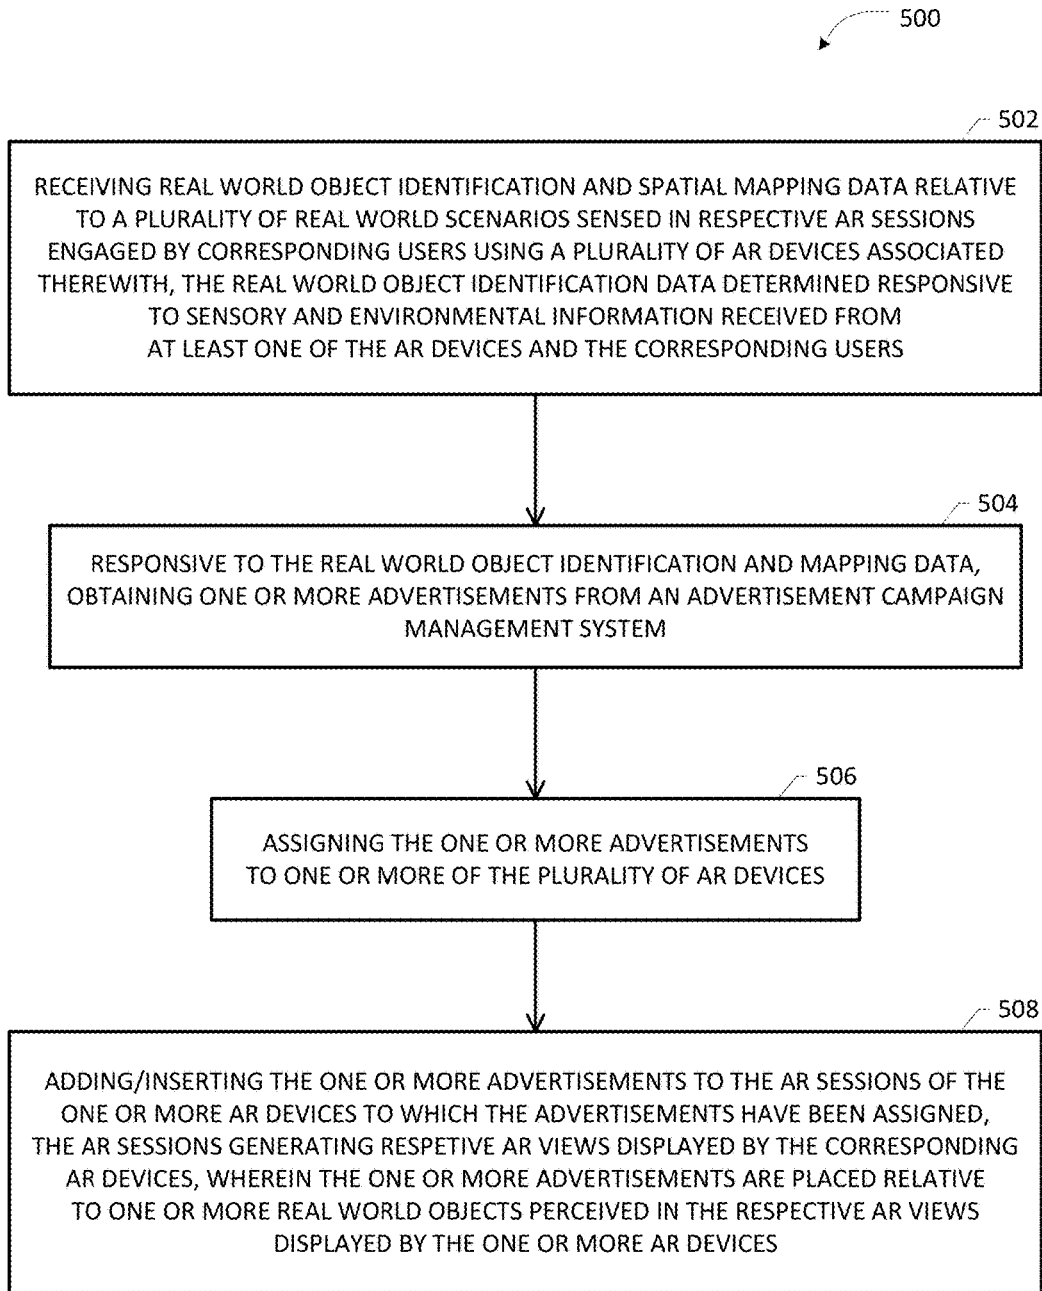 500
502
RECEIVING REAL WORLD OBJECT IDENTIFICATION AND SPATIAL MAPPING DATA RELATIVE
TO A PLURALITY OF REAL WORLD SCENARIOS SENSED IN RESPECTIVE AR SESSIONS
ENGAGED BY CORRESPONDING USERS USING A PLURALITY OF AR DEVICES ASSOCIATED
THEREWITH, THE REAL WORLD OBJECT IDENTIFICATION DATA DETERMINED RESPONSIVE
TO SENSORY AND ENVIRONMENTAL INFORMATION RECEIVED FROM
AT LEAST ONE OF THE AR DEVICES AND THE CORRESPONDING USERS
504
RESPONSIVE TO THE REAL WORLD OBJECT IDENTIFICATION AND MAPPING DATA,
OBTAINING ONE OR MORE ADVERTISEMENTS FROM AN ADVERTISEMENT CAMPAIGN
MANAGEMENT SYSTEM
506
ASSIGNING THE ONE OR MORE ADVERTISEMENTS
TO ONE OR MORE OF THE PLURALITY OF AR DEVICES
508
ADDING/INSERTING THE ONE OR MORE ADVERTISEMENTS TO THE AR SESSIONS OF THE
ONE OR MORE AR DEVICES TO WHICH THE ADVERTISEMENTS HAVE BEEN ASSIGNED,
THE AR SESSIONS GENERATING RESPETIVE AR VIEWS DISPLAYED BY THE CORRESPONDING
AR DEVICES, WHEREIN THE ONE OR MORE ADVERTISEMENTS ARE PLACED RELATIVE
TO ONE OR MORE REAL WORLD OBJECTS PERCEIVED IN THE RESPECTIVE AR VIEWS
DISPLAYED BY THE ONE OR MORE AR DEVICES